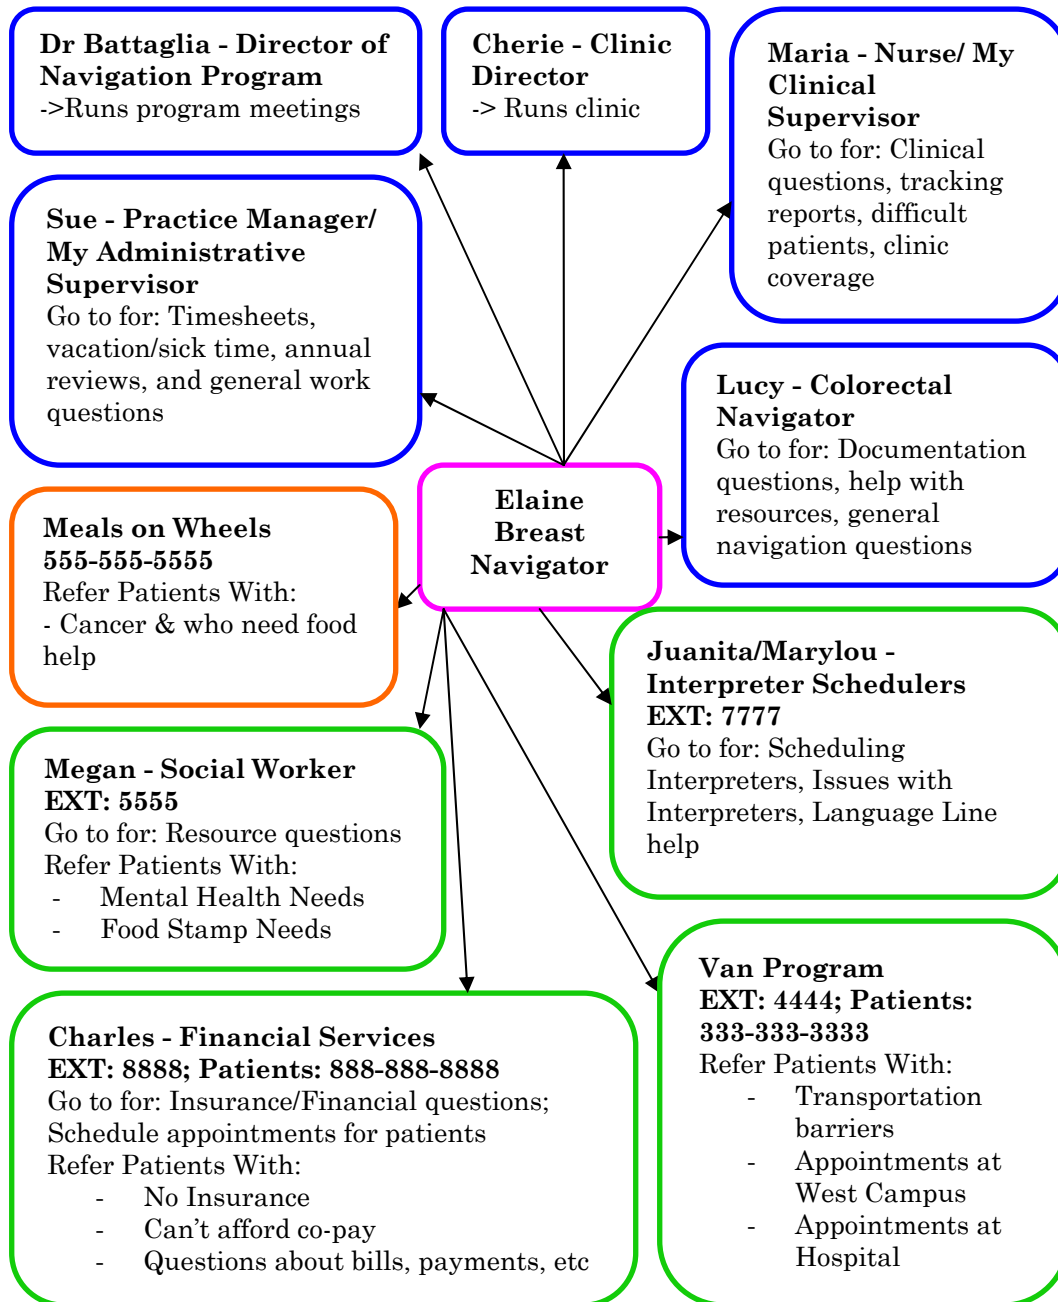 Dr Battaglia - Director of
Navigation Program
->Runs program meetings
Cherie - Clinic
Director
-> Runs clinic
Maria - Nurse/ My
Clinical
Supervisor
Go to for: Clinical
questions, tracking
reports, difficult
patients, clinic
coverage
Sue - Practice Manager/
My Administrative
Supervisor
Go to for: Timesheets,
vacation/sick time, annual
reviews, and general work
questions
Lucy - Colorectal
Navigator
Go to for: Documentation
questions, help with
resources, general
navigation questions
Elaine
Breast
Navigator
Meals on Wheels
555-555-5555
Refer Patients With:
- Cancer & who need food
help
Juanita/Marylou -
Interpreter Schedulers
EXT: 7777
Go to for: Scheduling
Interpreters, Issues with
Interpreters, Language Line
help
Megan - Social Worker
EXT: 5555
Go to for: Resource questions
Refer Patients With:
- Mental Health Needs
- Food Stamp Needs
Van Program
EXT: 4444; Patients:
333-333-3333
Refer Patients With:
- Transportation
barriers
- Appointments at
West Campus
- Appointments at
Hospital
Charles - Financial Services
EXT: 8888; Patients: 888-888-8888
Go to for: Insurance/Financial questions;
Schedule appointments for patients
Refer Patients With:
- No Insurance
- Can't afford co-pay
- Questions about bills, payments, etc